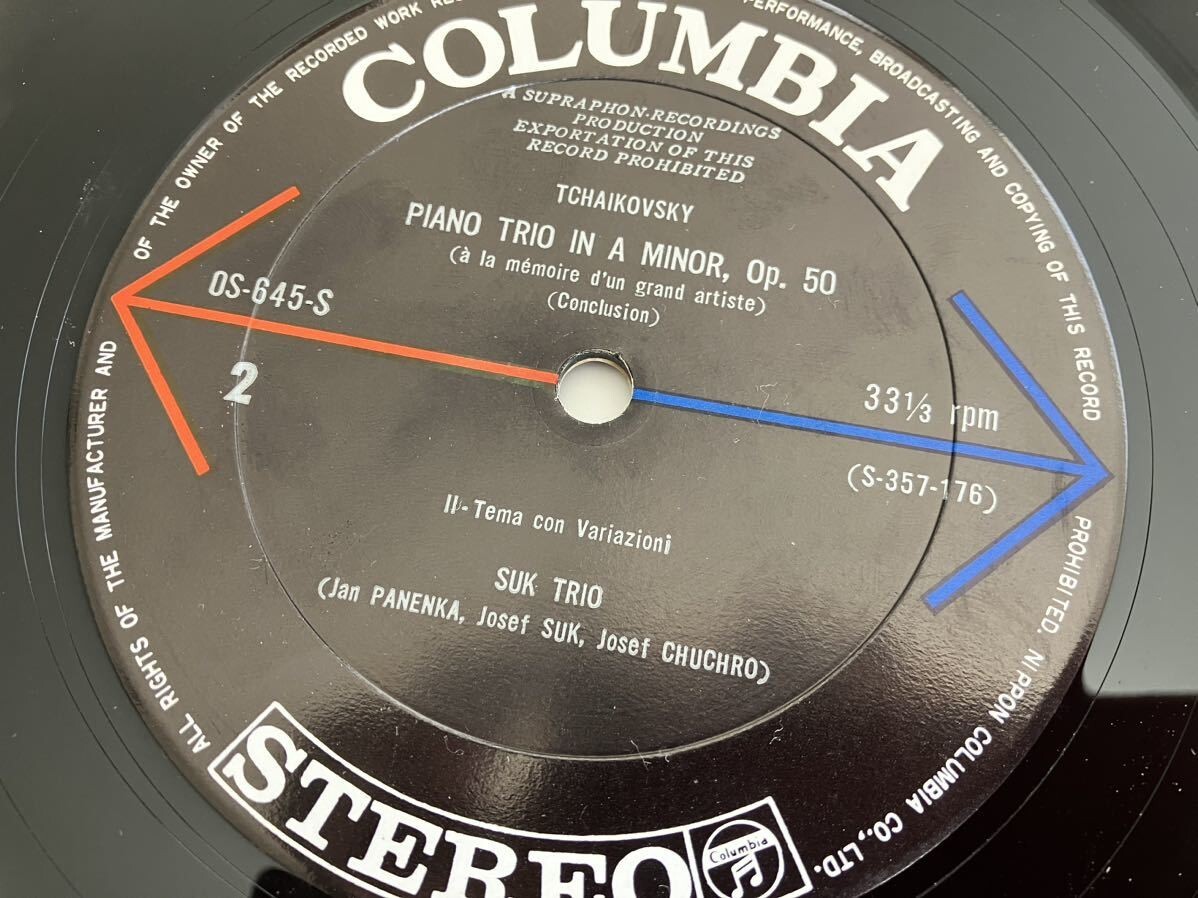 COLUMBIA
A SUPRAPHON-RECORDINGS
PRODUCTION
EXPORTATION OF THIS
RECORD PROHIBITED
TCHAIKOVSKY
PIANO TRIO IN A MINOR, Op. 50
(à la mémoire d'un grand artiste)
(Conclusion)
OS-645-S
2
33⅓ rpm
(S-357-176)
II-Tema con Variazioni
SUK TRIO
(Jan PANENKA, Josef SUK, Josef CHUCHRO)
STEREO
Columbia
ALL RIGHTS OF THE MANUFACTURER AND OF THE OWNER OF THE RECORDED WORK PERFORMANCE, BROADCASTING AND COPYING OF THIS RECORD PROHIBITED. NIPPON COLUMBIA CO., LTD.